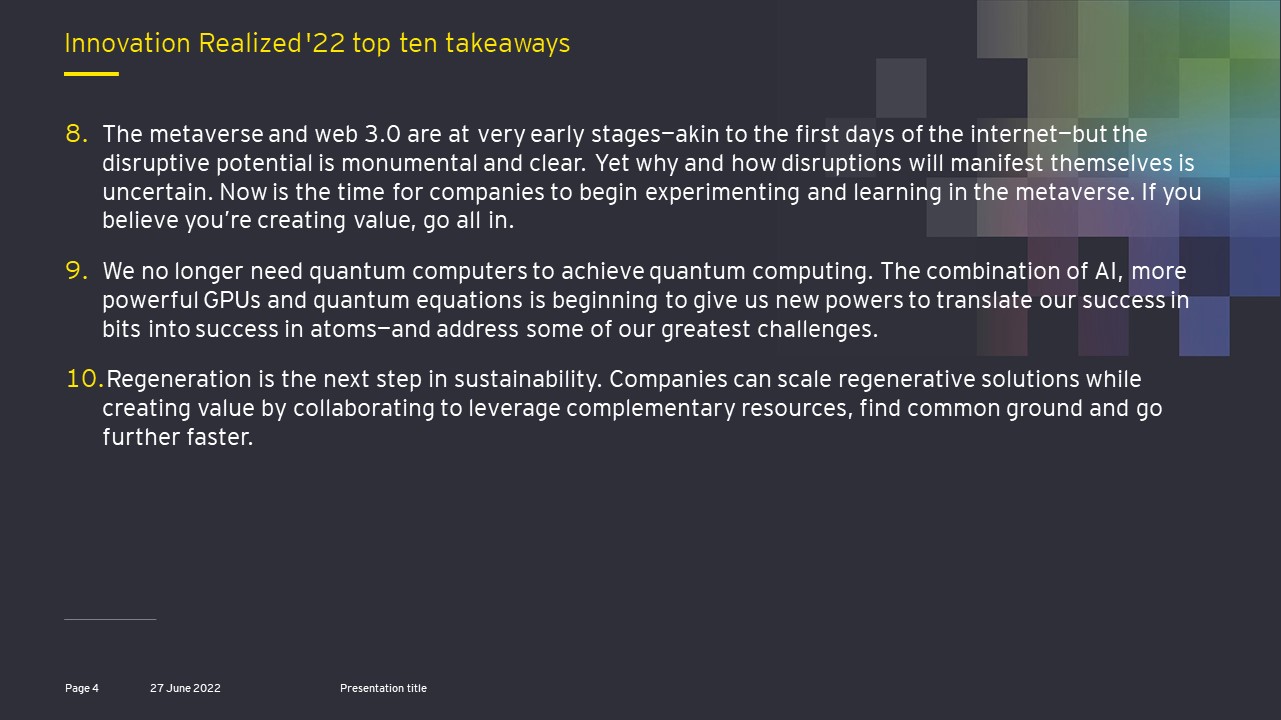 Innovation Realized '22 top ten takeaways
8. The metaverse and web 3.0 are at very early stages—akin to the first days of the internet—but the
disruptive potential is monumental and clear. Yet why and how disruptions will manifest themselves is
uncertain. Now is the time for companies to begin experimenting and learning in the metaverse. If you
believe you’re creating value, go all in.
9. We no longer need quantum computers to achieve quantum computing. The combination of AI, more
powerful GPUs and quantum equations is beginning to give us new powers to translate our success in
bits into success in atoms—and address some of our greatest challenges.
10. Regeneration is the next step in sustainability. Companies can scale regenerative solutions while
creating value by collaborating to leverage complementary resources, find common ground and go
further faster.
Page 4 27 June 2022 Presentation title